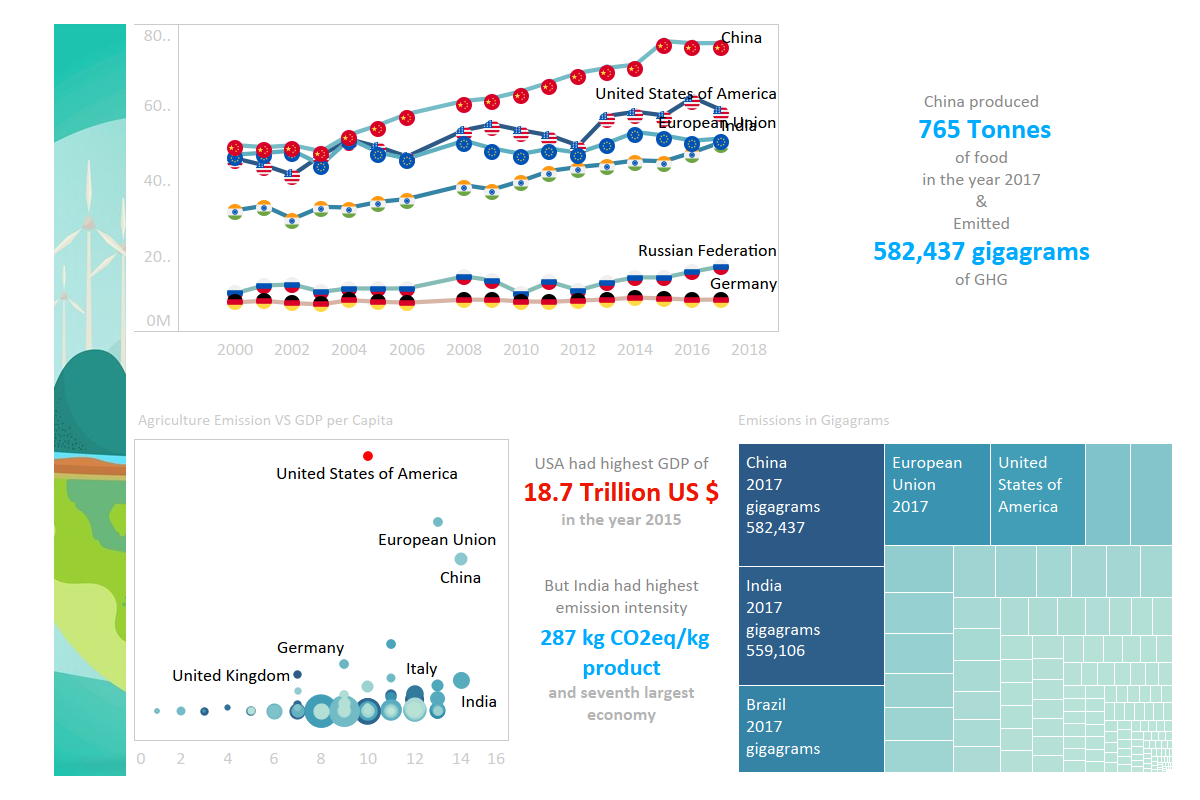 80..
60..
40..
20..
0M
China
United States of America
European Union
India
Russian Federation
Germany
2000
2002
2004
2006
2008
2010
2012
2014
2016
2018
China produced
765 Tonnes
of food
in the year 2017
&
Emitted
582,437 gigagrams
of GHG
Agriculture Emission VS GDP per Capita
United States of America
European Union
China
Germany
United Kingdom
Italy
India
0
2
4
6
8
10
12
14
16
USA had highest GDP of
18.7 Trillion US $
in the year 2015
But India had highest
emission intensity
287 kg CO2eq/kg
product
and seventh largest
economy
Emissions in Gigagrams
China
2017
gigagrams
582,437
India
2017
gigagrams
559,106
Brazil
2017
gigagrams
European
Union
2017
United
States of
America